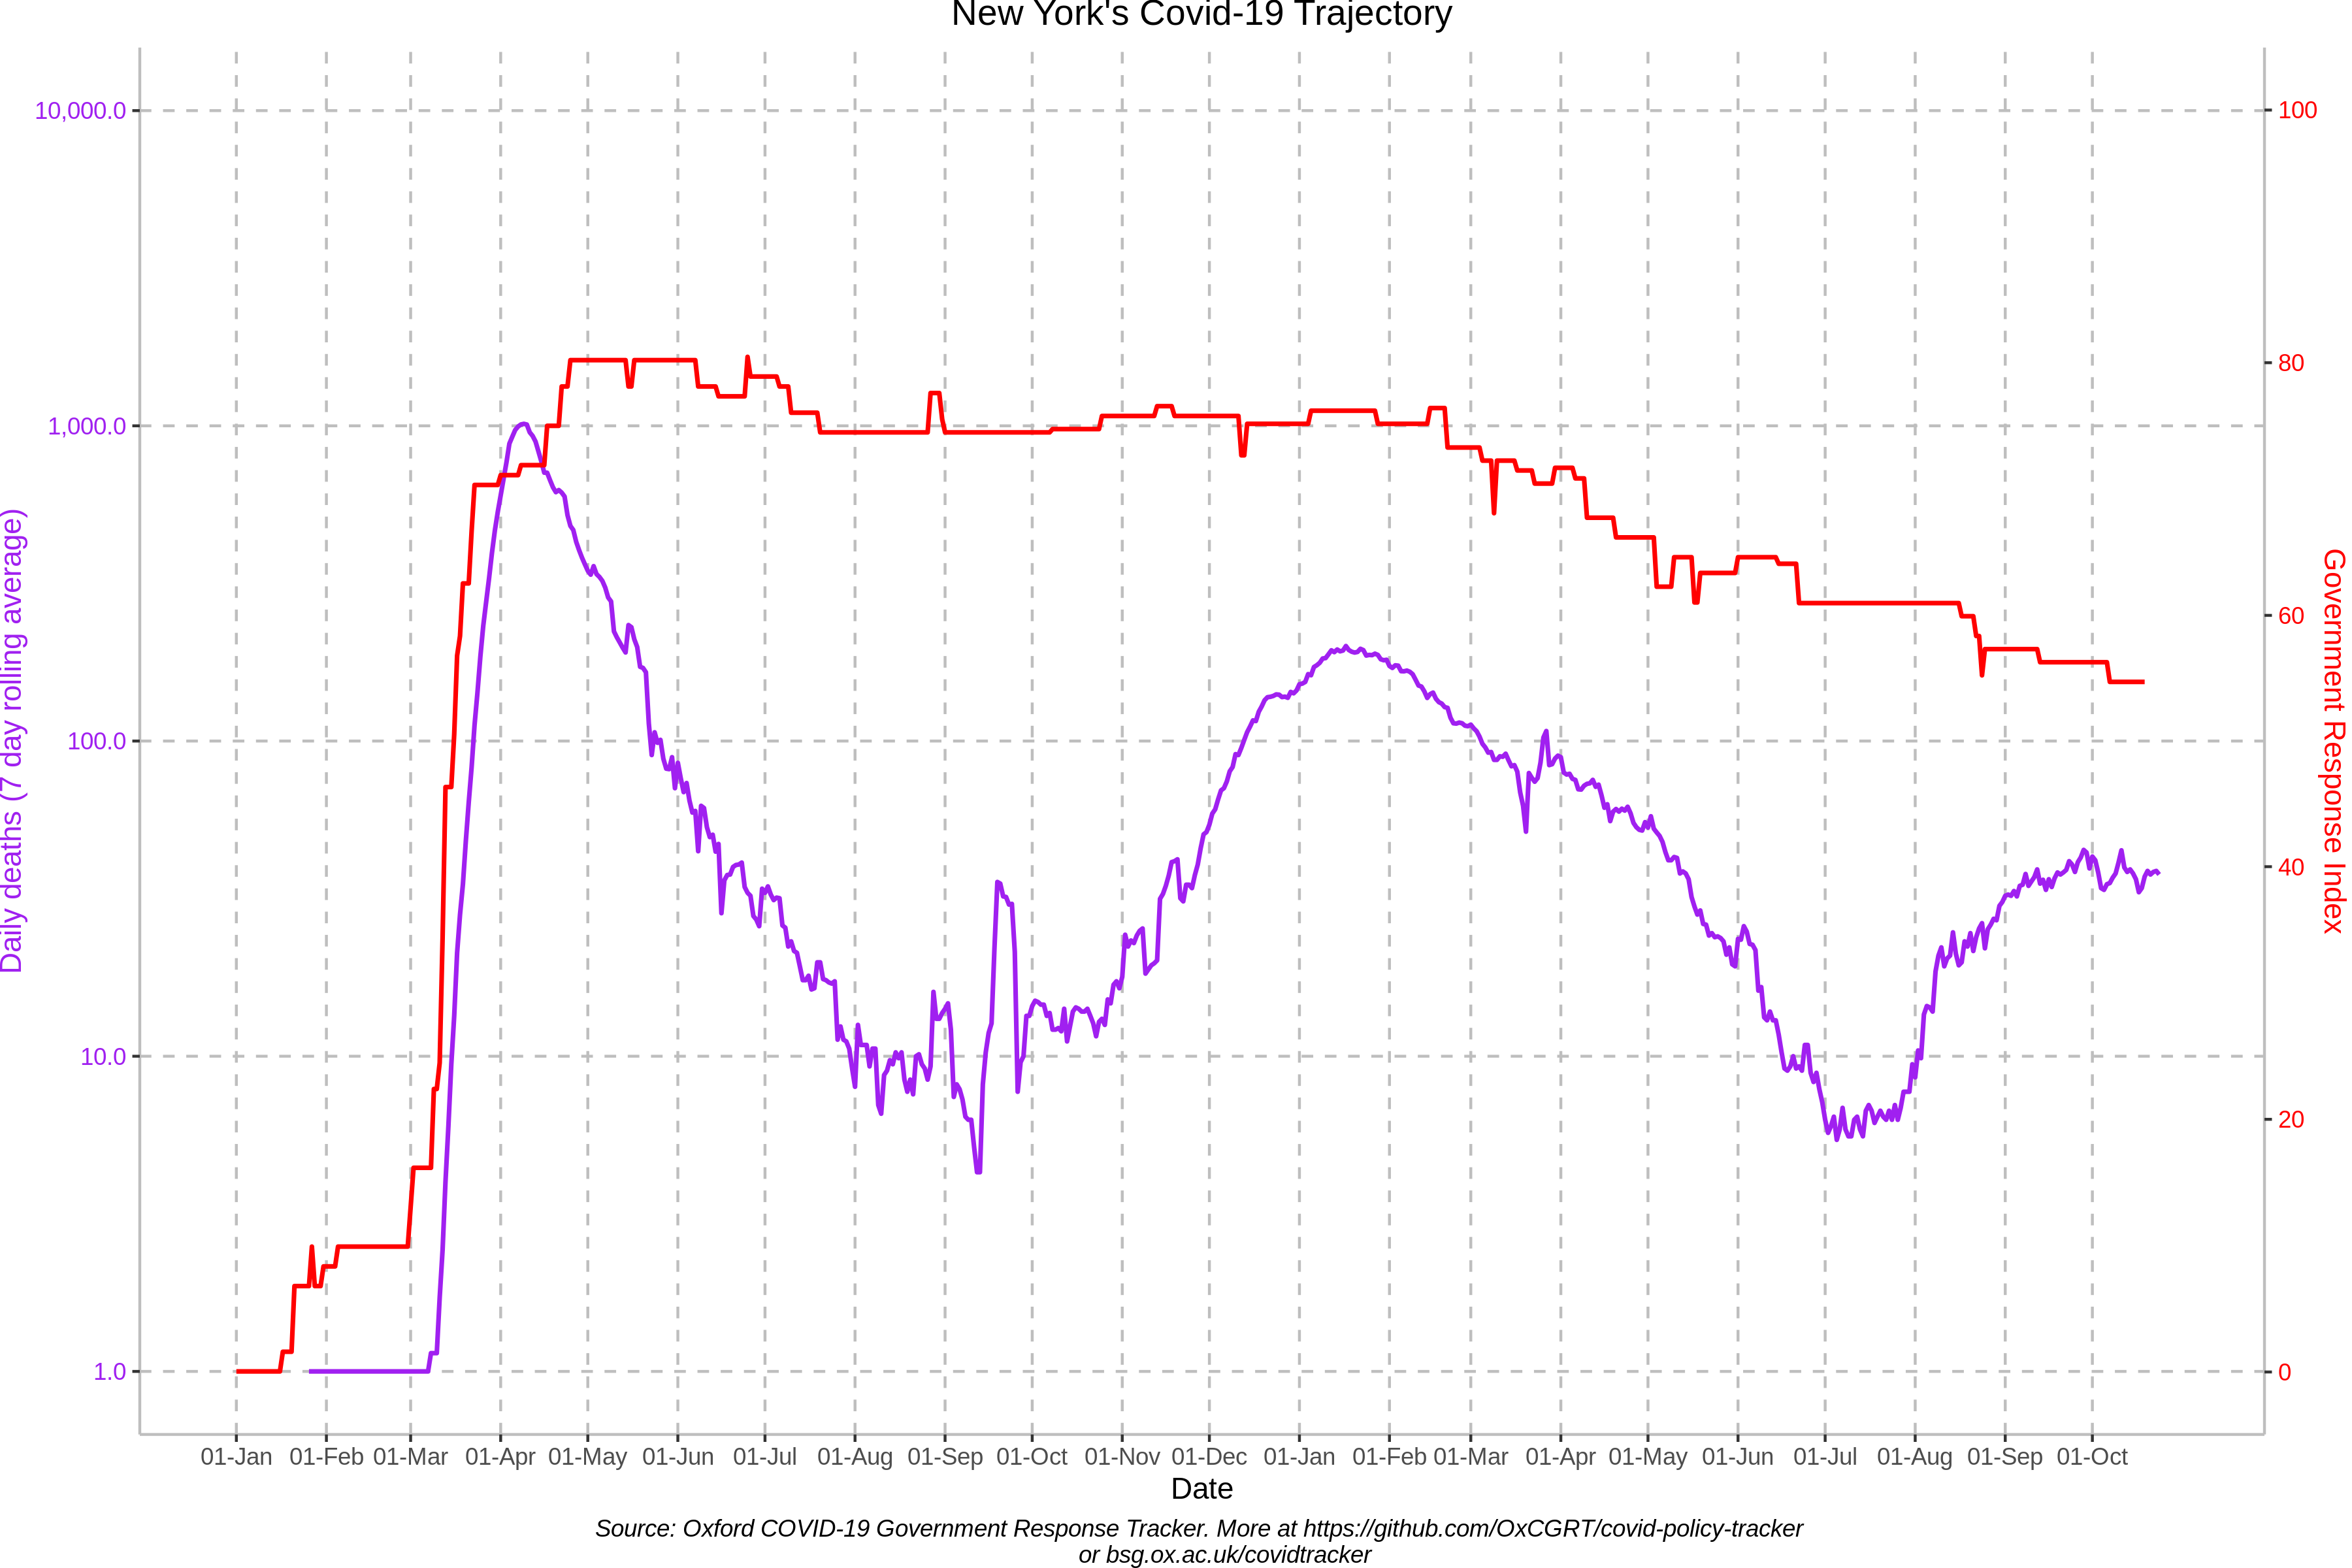 New York's Covid-19 Trajectory
Daily deaths (7 day rolling average)
10,000.0
1,000.0
100.0
10.0
1.0
100
80
60
40
20
0
Government Response Index
01-Jan 01-Feb 01-Mar 01-Apr 01-May 01-Jun 01-Jul 01-Aug 01-Sep 01-Oct 01-Nov 01-Dec 01-Jan 01-Feb 01-Mar 01-Apr 01-May 01-Jun 01-Jul 01-Aug 01-Sep 01-Oct
Date
Source: Oxford COVID-19 Government Response Tracker. More at https://github.com/OxCGRT/covid-policy-tracker
or bsg.ox.ac.uk/covidtracker